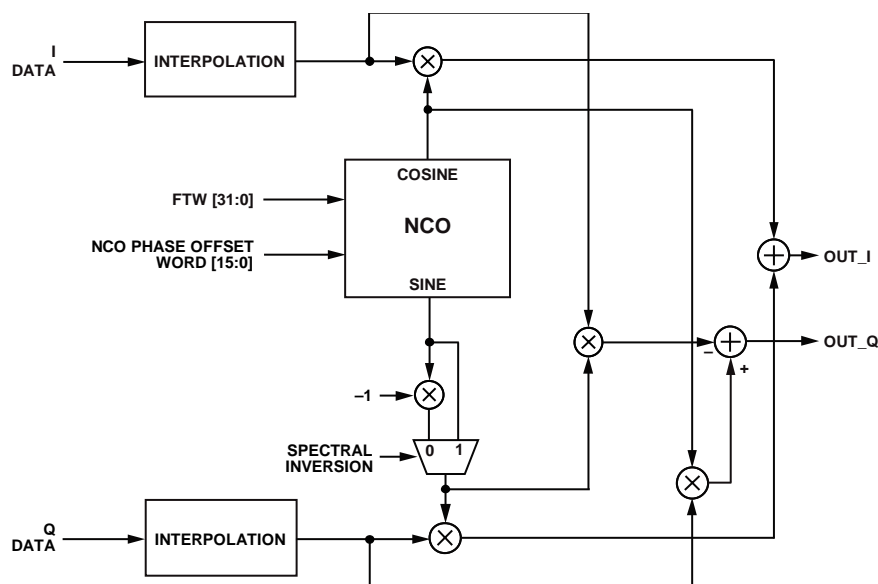 I
DATA
INTERPOLATION
COSINE
FTW [31:0]
NCO
NCO PHASE OFFSET
WORD [15:0]
SINE
OUT_I
OUT_Q
–
+
–1
0 1
SPECTRAL
INVERSION
Q
DATA
INTERPOLATION